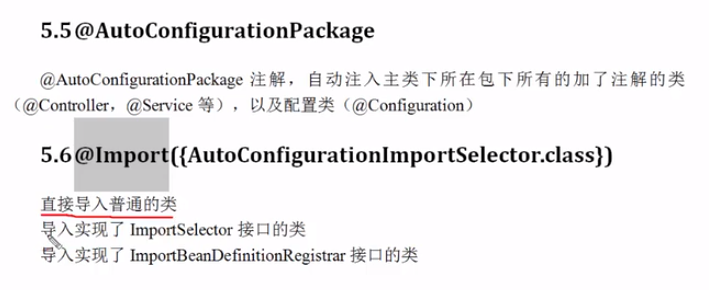 5.5@AutoConfigurationPackage
@AutoConfigurationPackage 注解，自动注入主类下所在包下所有的加了注解的类
（@Controller，@Service 等），以及配置类（@Configuration）
5.6@Import({AutoConfigurationImportSelector.class})
直接导入普通的类
导入实现了 ImportSelector 接口的类
导入实现了 ImportBeanDefinitionRegistrar 接口的类